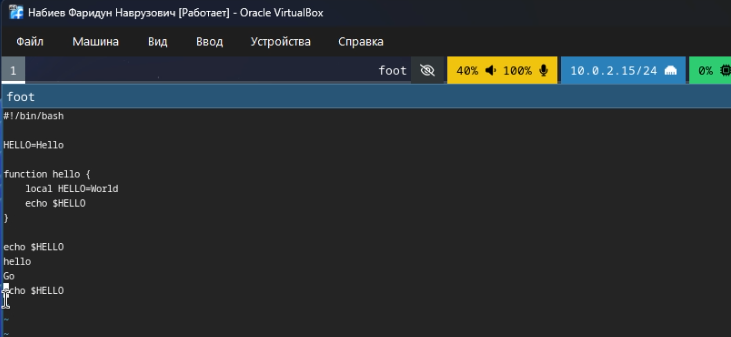 Набиев Фаридун Наврузович [Работает] - Oracle VirtualBox
Файл Машина Вид Ввод Устройства Справка
1 foot 40% 100% 10.0.2.15/24 0%
foot
#!/bin/bash
HELLO=Hello
function hello {
    local HELLO=World
    echo $HELLO
}
echo $HELLO
hello
Go
echo $HELLO
~
~